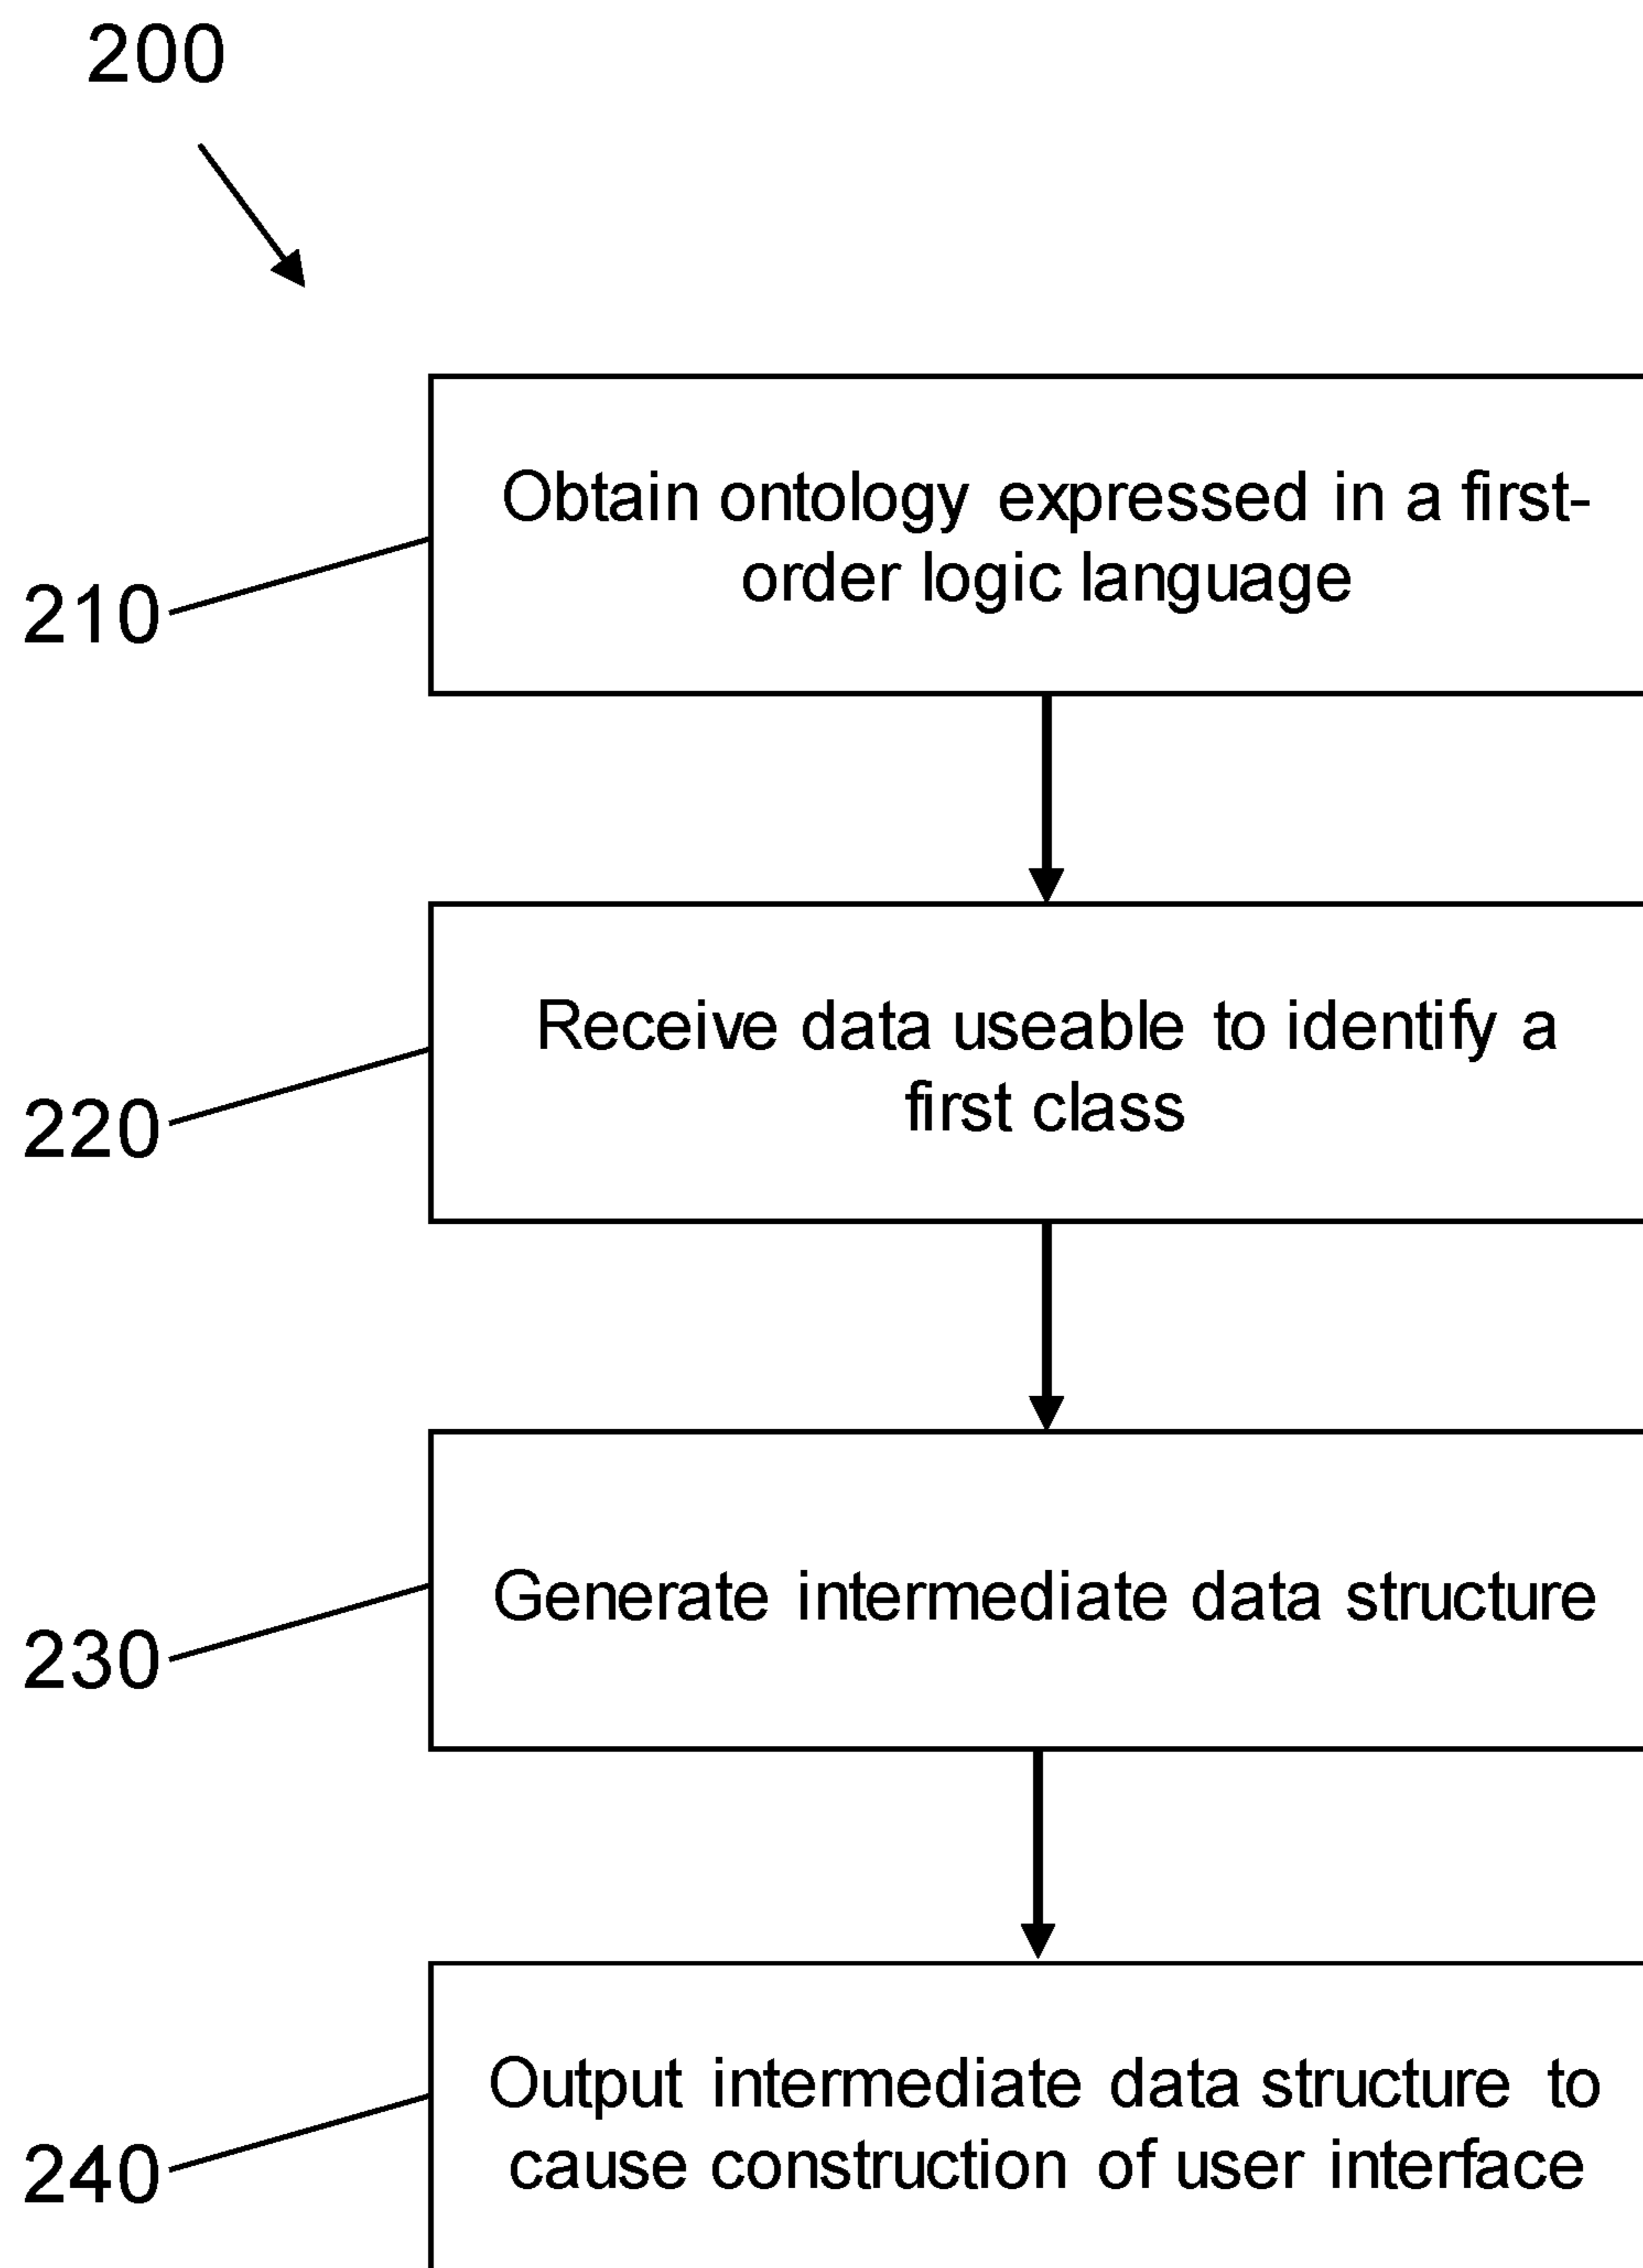 200
Obtain ontology expressed in a first-
order logic language
210
Receive data useable to identify a
first class
220
Generate intermediate data structure
230
Output intermediate data structure to
cause construction of user interface
240